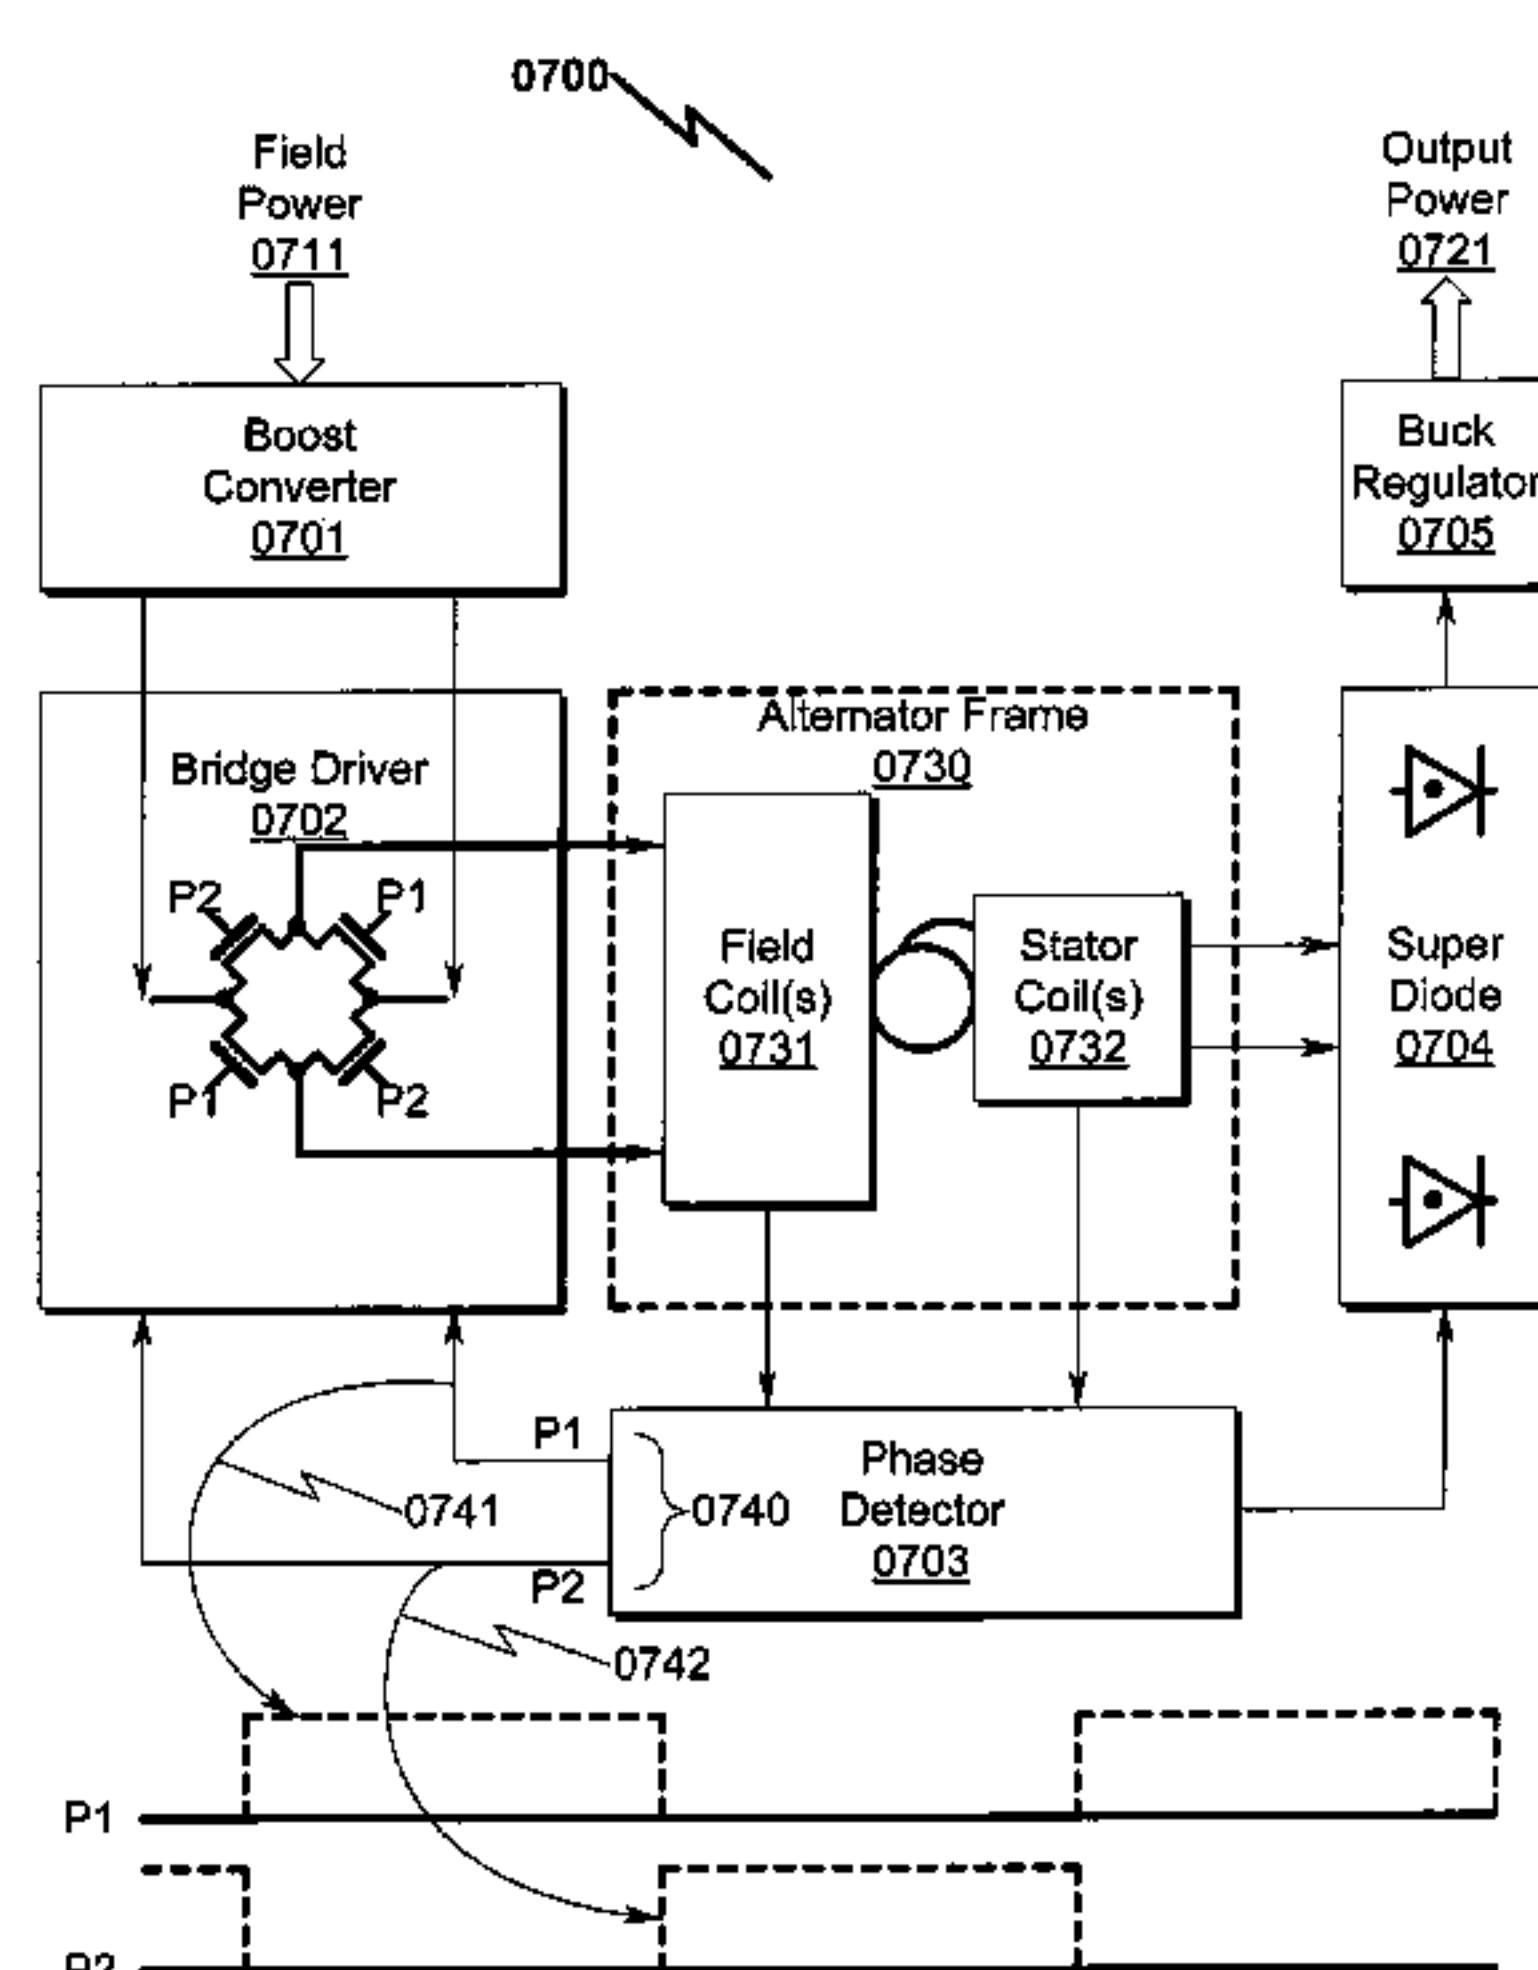 0700
Field
Power
0711
Output
Power
0721
Boost
Converter
0701
Buck
Regulator
0705
Bridge Driver
0702
P2
P1
P1
P2
Alternator Frame
0730
Field
Coil(s)
0731
Stator
Coil(s)
0732
Super
Diode
0704
P1
P2
0740
Phase
Detector
0703
0741
0742
P1
P2